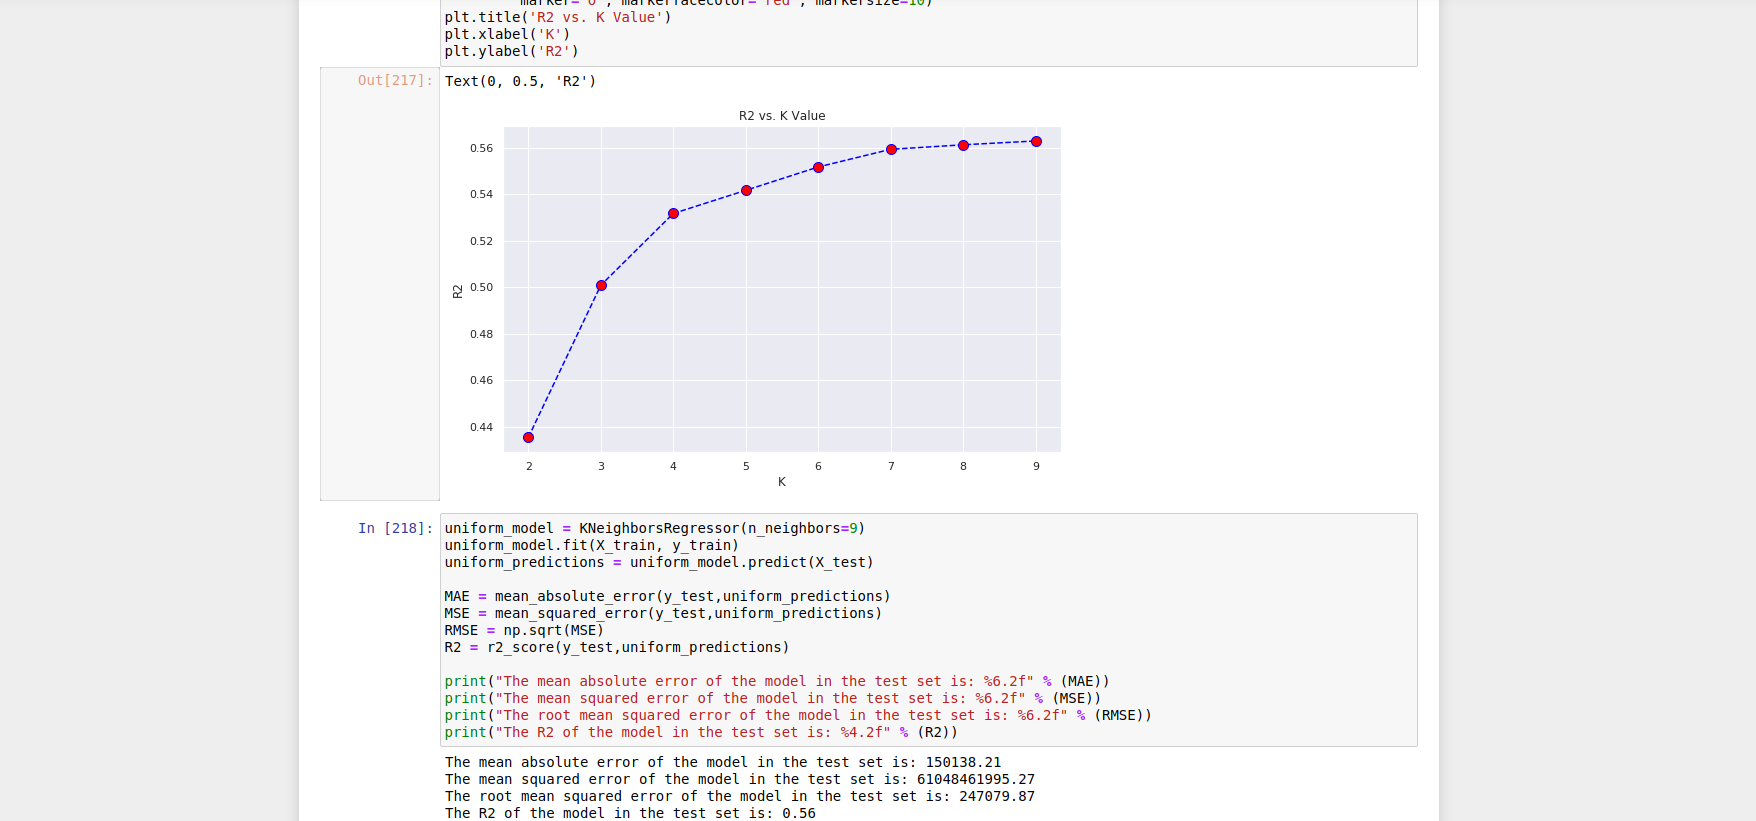 marker='o', markerfacecolor='red', markersize=10)
plt.title('R2 vs. K Value')
plt.xlabel('K')
plt.ylabel('R2')
Out[217]: Text(0, 0.5, 'R2')
R2 vs. K Value
0.56
0.54
0.52
0.50
0.48
0.46
0.44
R2
2 3 4 5 6 7 8 9
K
In [218]: uniform_model = KNeighborsRegressor(n_neighbors=9)
uniform_model.fit(X_train, y_train)
uniform_predictions = uniform_model.predict(X_test)
MAE = mean_absolute_error(y_test,uniform_predictions)
MSE = mean_squared_error(y_test,uniform_predictions)
RMSE = np.sqrt(MSE)
R2 = r2_score(y_test,uniform_predictions)
print("The mean absolute error of the model in the test set is: %6.2f" % (MAE))
print("The mean squared error of the model in the test set is: %6.2f" % (MSE))
print("The root mean squared error of the model in the test set is: %6.2f" % (RMSE))
print("The R2 of the model in the test set is: %4.2f" % (R2))
The mean absolute error of the model in the test set is: 150138.21
The mean squared error of the model in the test set is: 61048461995.27
The root mean squared error of the model in the test set is: 247079.87
The R2 of the model in the test set is: 0.56